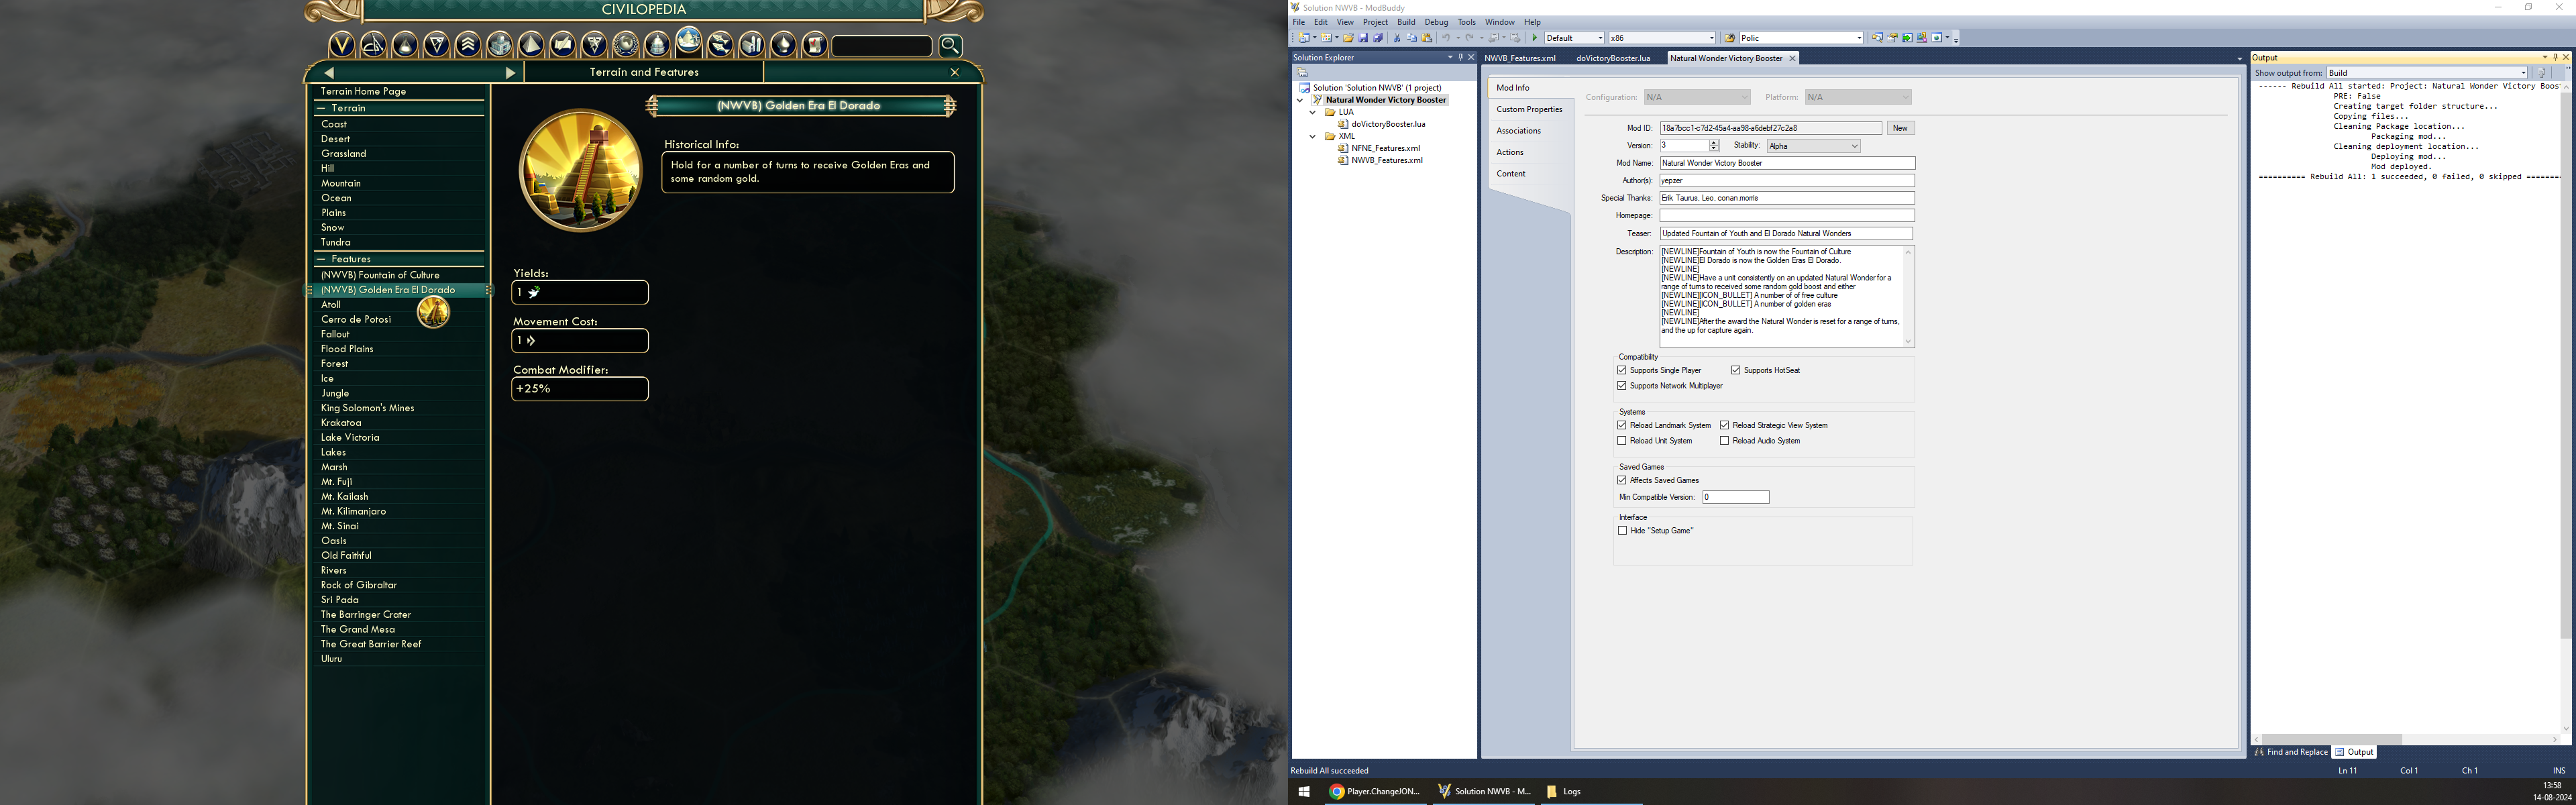 CIVILOPEDIA
Terrain and Features
Terrain Home Page
Terrain
Coast
Desert
Grassland
Hill
Mountain
Ocean
Plains
Snow
Tundra
Features
(NWVB) Fountain of Culture
(NWVB) Golden Era El Dorado
Atoll
Cerro de Potosi
Fallout
Flood Plains
Forest
Ice
Jungle
King Solomon's Mines
Krakatoa
Lake Victoria
Lakes
Marsh
Mt. Fuji
Mt. Kailash
Mt. Kilimanjaro
Mt. Sinai
Oasis
Old Faithful
Rivers
Rock of Gibraltar
Sri Pada
The Barringer Crater
The Grand Mesa
The Great Barrier Reef
Uluru
(NWVB) Golden Era El Dorado
Historical Info:
Hold for a number of turns to receive Golden Eras and
some random gold.
Yields:
1
Movement Cost:
1
Combat Modifier:
+25%
Solution NWVB - ModBuddy
File Edit View Project Build Debug Tools Window Help
Default x86 Polic
Solution Explorer
Solution 'Solution NWVB' (1 project)
Natural Wonder Victory Booster
LUA
doVictoryBooster.lua
XML
NFNE_Features.xml
NWVB_Features.xml
NWVB_Features.xml doVictoryBooster.lua Natural Wonder Victory Booster
Mod Info
Custom Properties
Associations
Actions
Content
Configuration: N/A Platform: N/A
Mod ID: 18a7bcc1-c7d2-45a4-aa98-a6debf27c2a8 New
Version: 3 Stability: Alpha
Mod Name: Natural Wonder Victory Booster
Author(s): yepzer
Special Thanks: Erik Taurus, Leo, conan.morris
Homepage:
Teaser: Updated Fountain of Youth and El Dorado Natural Wonders
Description: [NEWLINE]Fountain of Youth is now the Fountain of Culture
[NEWLINE]El Dorado is now the Golden Eras El Dorado.
[NEWLINE]
[NEWLINE]Have a unit consistently on an updated Natural Wonder for a
range of turns to received some random gold boost and either
[NEWLINE][ICON_BULLET] A number of of free culture
[NEWLINE][ICON_BULLET] A number of golden eras
[NEWLINE]
[NEWLINE]After the award the Natural Wonder is reset for a range of turns,
and the up for capture again.
Compatibility
Supports Single Player Supports HotSeat
Supports Network Multiplayer
Systems
Reload Landmark System Reload Strategic View System
Reload Unit System Reload Audio System
Saved Games
Affects Saved Games
Min Compatible Version: 0
Interface
Hide "Setup Game"
Output
Show output from: Build
------ Rebuild All started: Project: Natural Wonder Victory Boos
PRE: False
Creating target folder structure...
Copying files...
Cleaning Package location...
Packaging mod...
Cleaning deployment location...
Deploying mod...
Mod deployed.
========== Rebuild All: 1 succeeded, 0 failed, 0 skipped ========
Find and Replace Output
Rebuild All succeeded Ln 11 Col 1 Ch 1 INS
Player.ChangeJON... Solution NWVB - M... Logs
13:58
14-08-2024